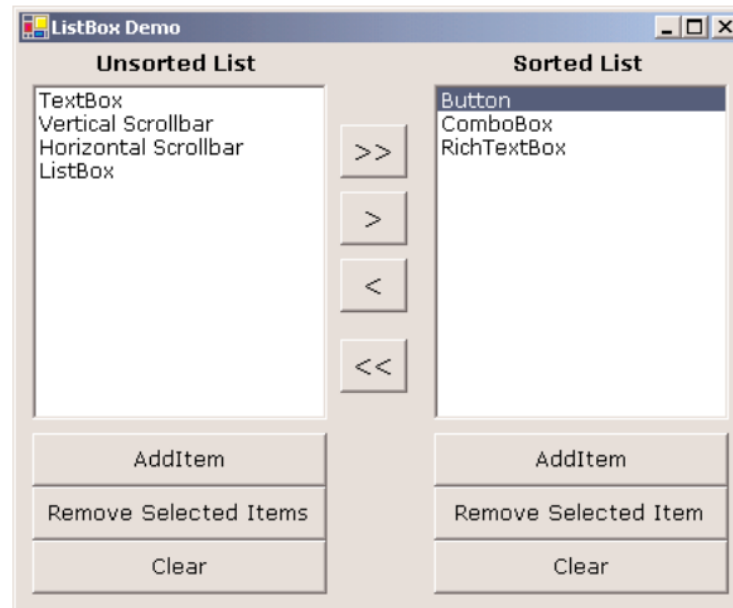 ListBox Demo
Unsorted List
TextBox
Vertical Scrollbar
Horizontal Scrollbar
ListBox
>>
>
<
<<
Sorted List
Button
ComboBox
RichTextBox
AddItem
Remove Selected Items
Clear
AddItem
Remove Selected Item
Clear